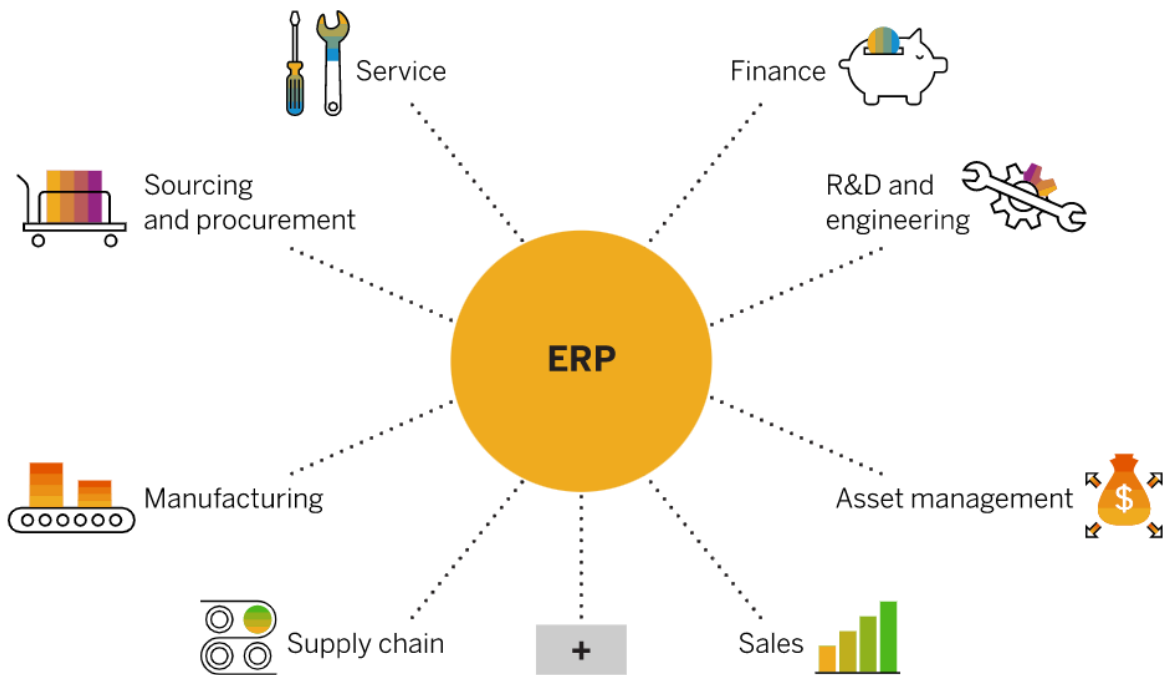 Service
Finance
Sourcing
and procurement
R&D and
engineering
ERP
Manufacturing
Asset management
$
Supply chain
+
Sales